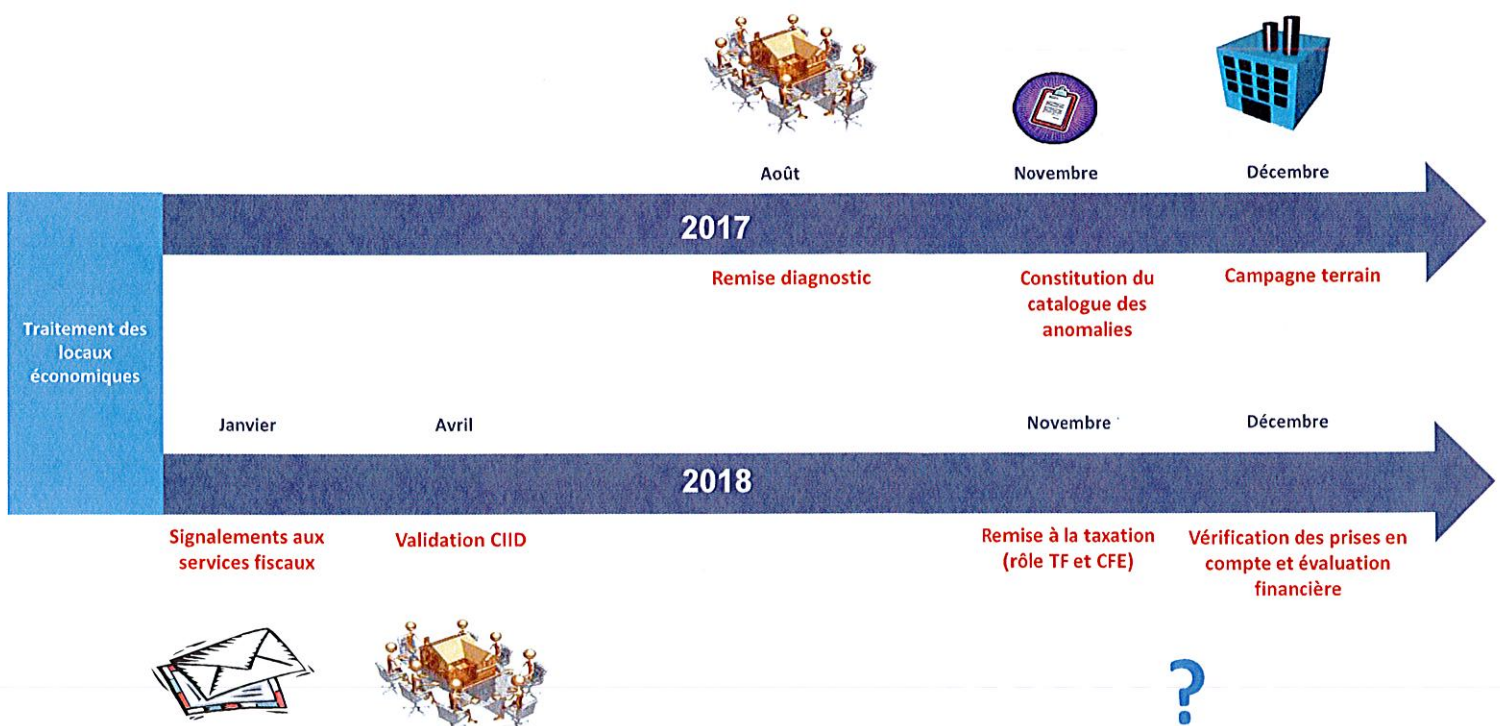 Août
Novembre
Décembre
2017
Remise diagnostic
Constitution du
catalogue des
anomalies
Campagne terrain
Traitement des
locaux
économiques
Janvier
Avril
Novembre
Décembre
2018
Signalements aux
services fiscaux
Validation CIID
Remise à la taxation
(rôle TF et CFE)
Vérification des prises en
compte et évaluation
financière
?